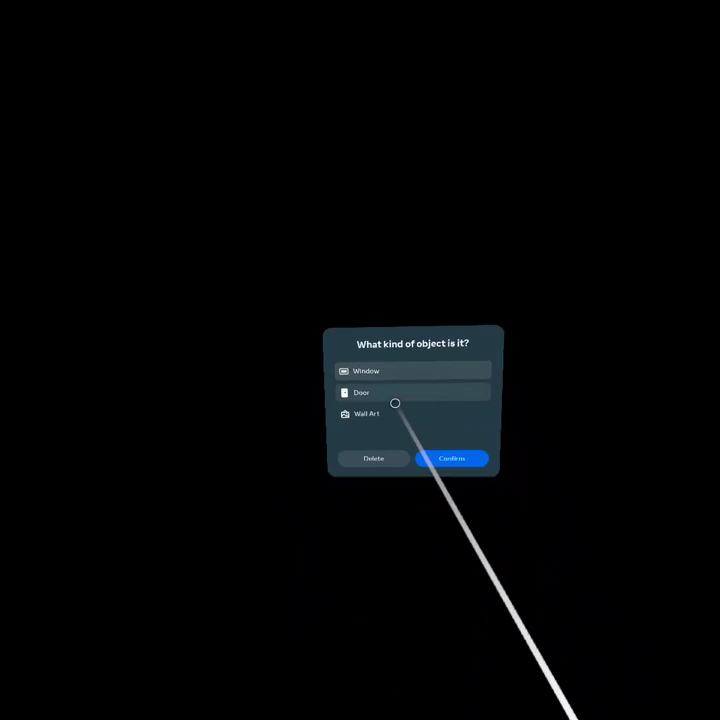 What kind of object is it?
Window
Door
Wall Art
Delete
Confirm